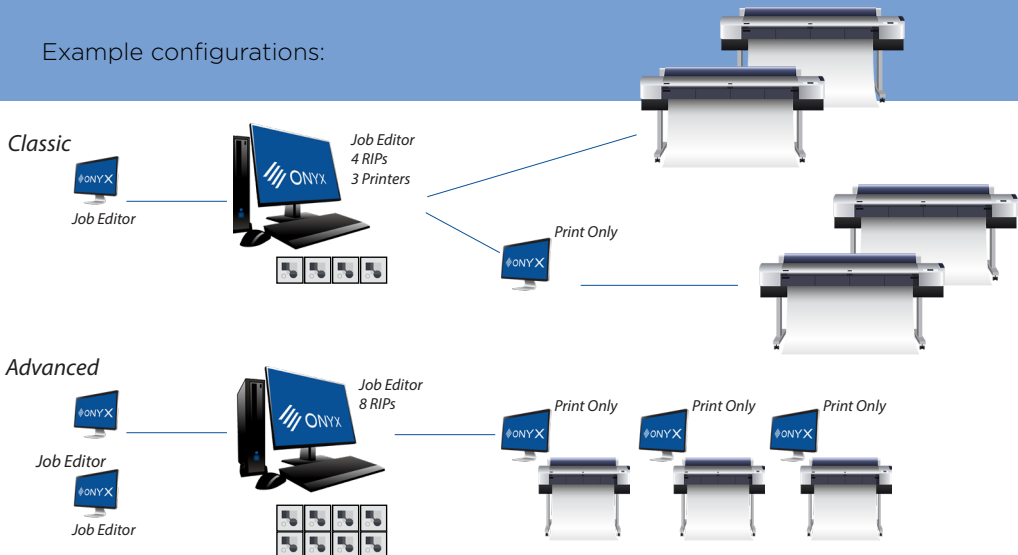 Example configurations:
Classic
ONYX
Job Editor
ONYX
Job Editor
4 RIPs
3 Printers
Print Only
ONYX
Advanced
ONYX
Job Editor
ONYX
Job Editor
ONYX
Job Editor
8 RIPs
Print Only
ONYX
Print Only
ONYX
Print Only
ONYX